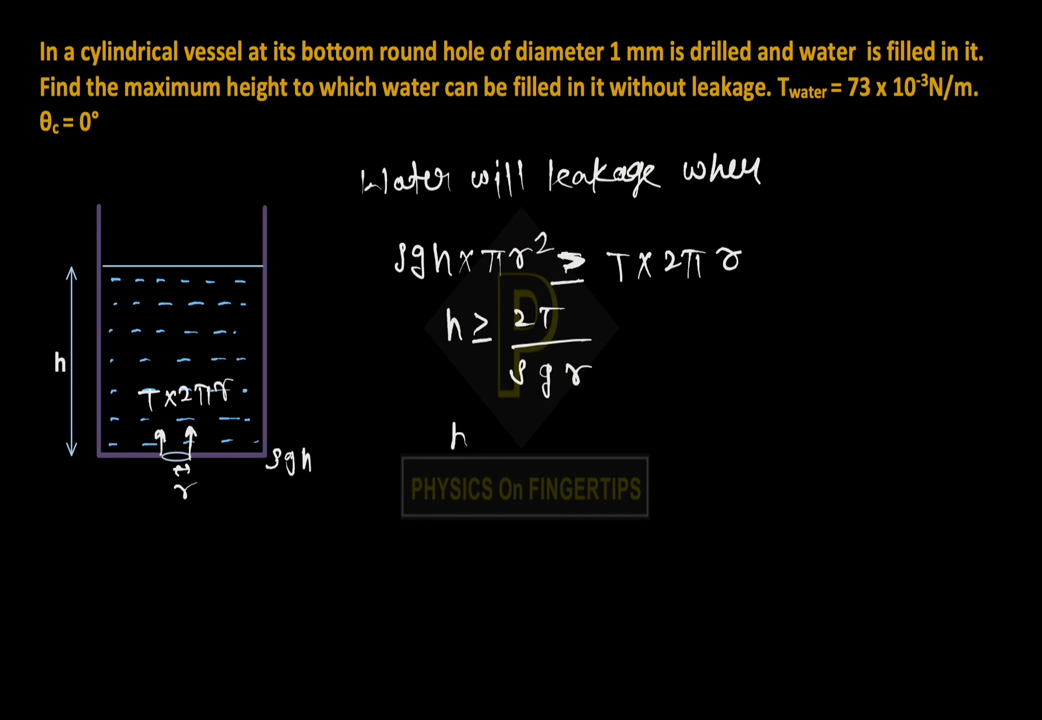 In a cylindrical vessel at its bottom round hole of diameter 1 mm is drilled and water is filled in it.
Find the maximum height to which water can be filled in it without leakage. Twater = 73 x 10⁻³N/m.
θc = 0°
Water will leakage when
ρgh × πr² ≥ T × 2πr
h ≥ 2T
ρgr
h
h
T×2πr
ρgh
r
PHYSICS On FINGERTIPS